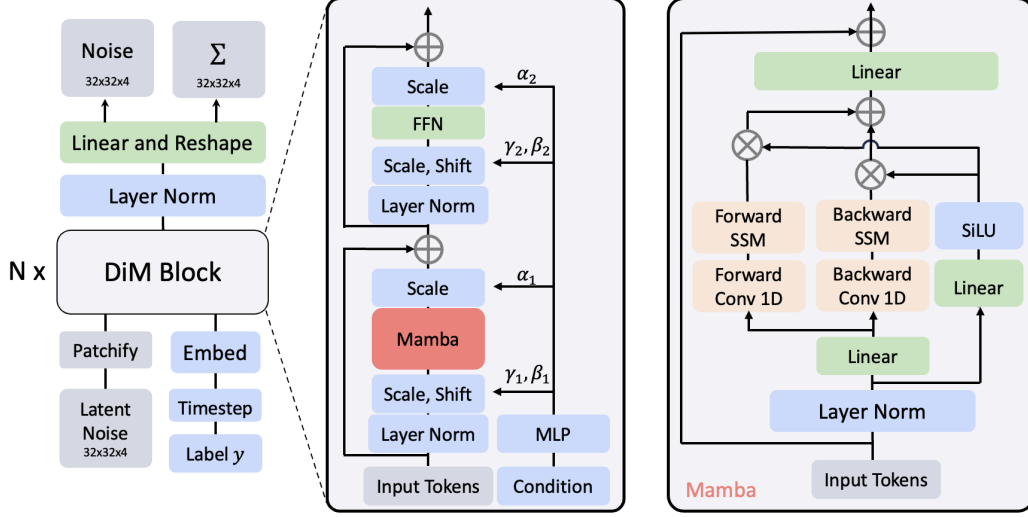 Noise
32x32x4
Σ
32x32x4
Linear and Reshape
Layer Norm
N x
DiM Block
Patchify
Embed
Latent
Noise
32x32x4
Timestep
Label y
Scale
α₂
FFN
Scale, Shift
γ₂, β₂
Layer Norm
Scale
α₁
Mamba
Scale, Shift
γ₁, β₁
Layer Norm
MLP
Input Tokens
Condition
Linear
Forward
SSM
Backward
SSM
SiLU
Forward
Conv 1D
Backward
Conv 1D
Linear
Linear
Layer Norm
Input Tokens
Mamba